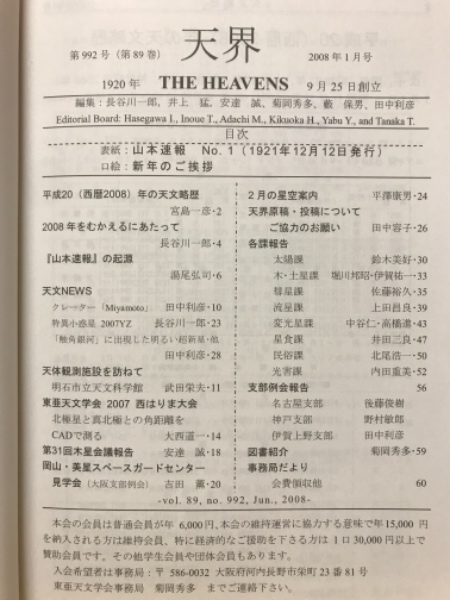 第992号（第89巻） 天界 2008年1月号
1920年 THE HEAVENS 9月25日創立
編集：長谷川一郎，井上 猛，安達 誠，菊岡秀多，藪 保男，田中利彦
Editorial Board: Hasegawa I., Inoue T., Adachi M., Kikuoka H., Yabu Y., and Tanaka T.
目次
表紙：山本速報 No.1（1921年12月12日発行）
口絵：新年のご挨拶
平成20（西暦2008）年の天文略歴
宮島一彦・2
2008年をむかえるにあたって
長谷川一郎・4
『山本速報』の起源
湯尾弘司・6
天文NEWS
クレーター「Miyamoto」 田中利彦・10
特異小惑星 2007YZ 長谷川一郎・23
「触角銀河」に出現した明るい超新星・他
田中利彦・28
天体観測施設を訪ねて
明石市立天文科学館 武田栄夫・11
東亜天文学会 2007 西はりま大会
北極星と真北極との角距離を
CADで測る 大西道一・14
第31回木星会議報告 安達 誠・18
岡山・美星スペースガードセンター
見学会（大阪支部例会） 吉田 薫・20
2月の星空案内 平澤康男・24
天界原稿・投稿について
ご協力のお願い 田中容子・26
各課報告
太陽課 鈴木美好・30
木・土星課 堀川邦昭・伊賀祐一・33
彗星課 佐藤裕久・35
流星課 上田昌良・39
変光星課 中谷仁・高橋進・43
星食課 井田三良・47
民俗課 北尾浩一・50
光害課 内田重美・52
支部例会報告 56
名古屋支部 後藤俊樹
神戸支部 野村敏郎
伊賀上野支部 田中利彦
図書紹介 菊岡秀多・59
事務局だより
会費領収他 60
-vol. 89, no. 992, Jun., 2008-
本会の会員は普通会員が年 6,000円、本会の維持運営に協力する意味で年15,000 円
を納入される方は維持会員、特に経済的なご援助を下さる方は 1口30,000円以上で
賛助会員です。その他学生会員や団体会員もあります。
入会希望者は事務局：〒 586-0032 大阪府河内長野市栄町 23番81号
東亜天文学会事務局 菊岡秀多 までご連絡下さい。